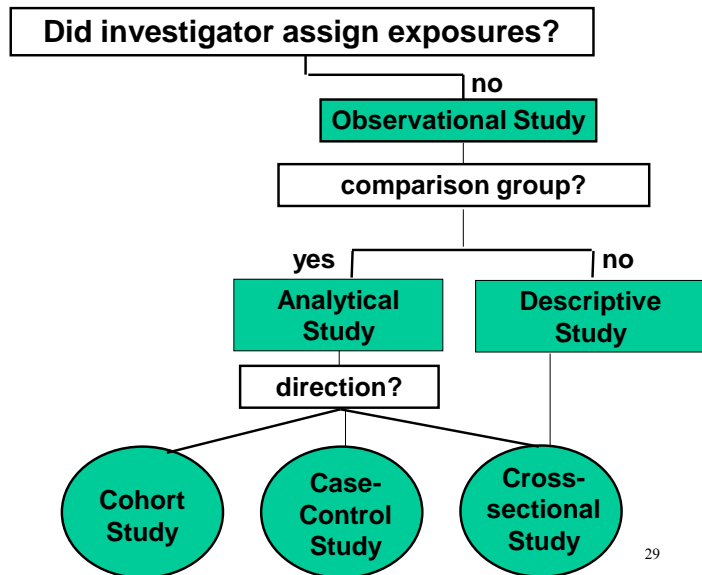 Did investigator assign exposures?
no
Observational Study
comparison group?
yes
no
Analytical
Study
Descriptive
Study
direction?
Cohort
Study
Case-
Control
Study
Cross-
sectional
Study
29